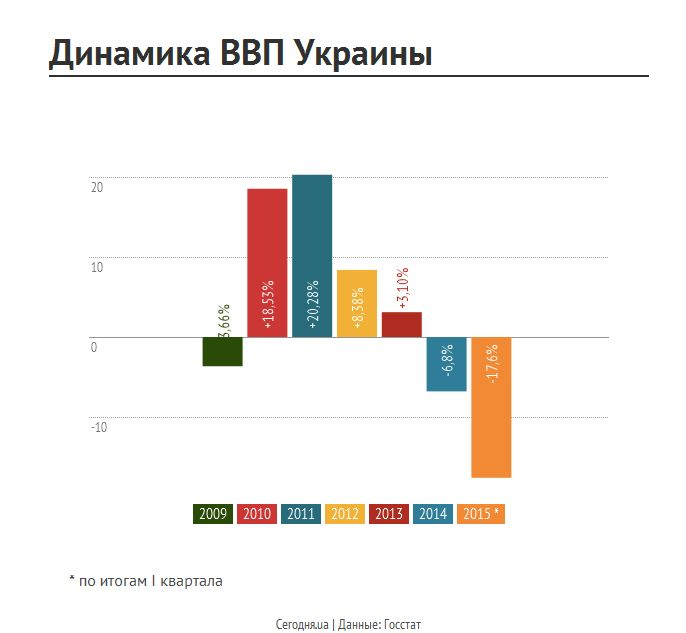 Динамика ВВП Украины
20
10
0
-10
3,66%
+18,53%
+20,28%
+8,38%
+3,10%
-6,8%
-17,6%
2009 2010 2011 2012 2013 2014 2015 *
* по итогам I квартала
Сегодня.ua | Данные: Госстат